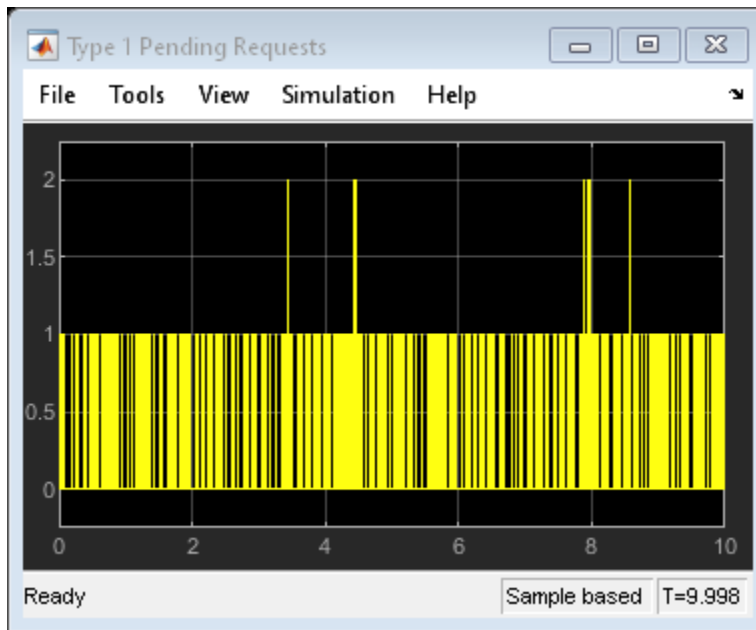 Type 1 Pending Requests
File Tools View Simulation Help
2
1.5
1
0.5
0
0 2 4 6 8 10
Ready Sample based T=9.998